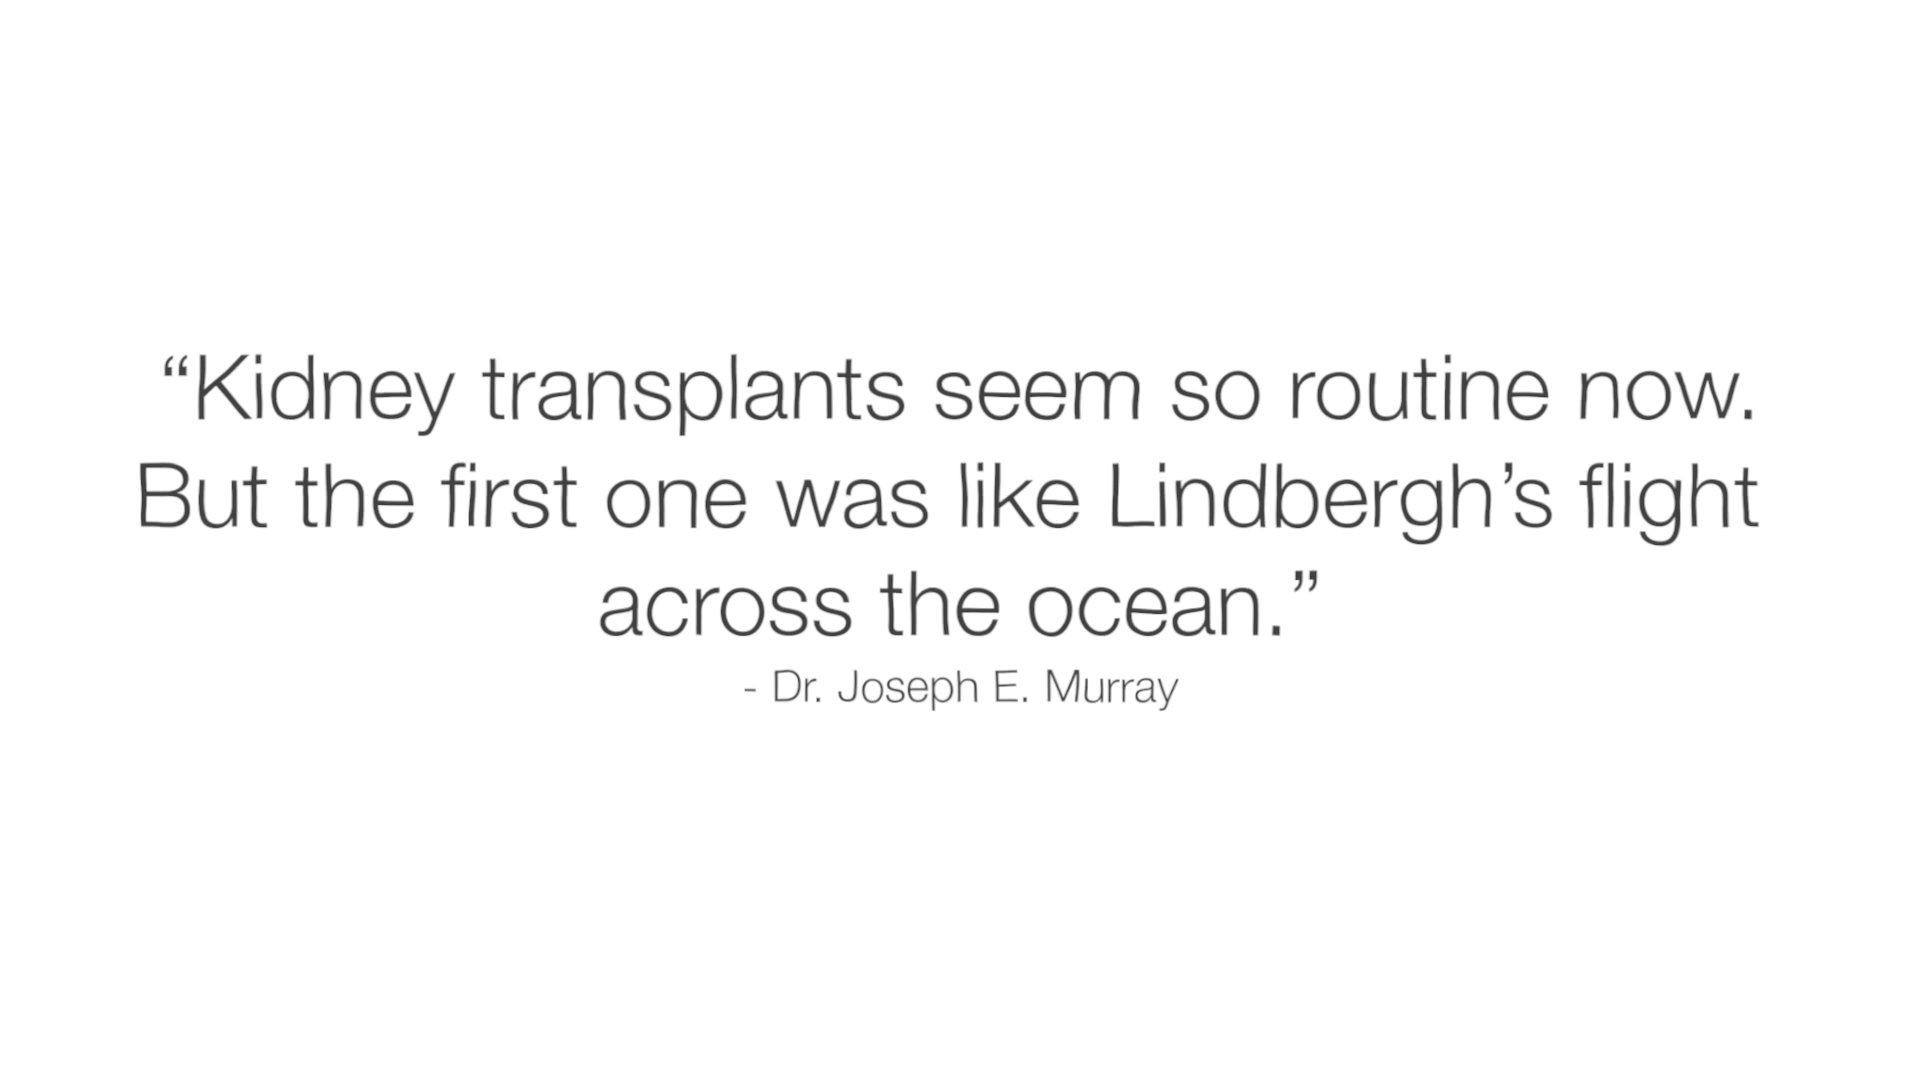 “Kidney transplants seem so routine now.
But the first one was like Lindbergh’s flight
across the ocean.”
- Dr. Joseph E. Murray